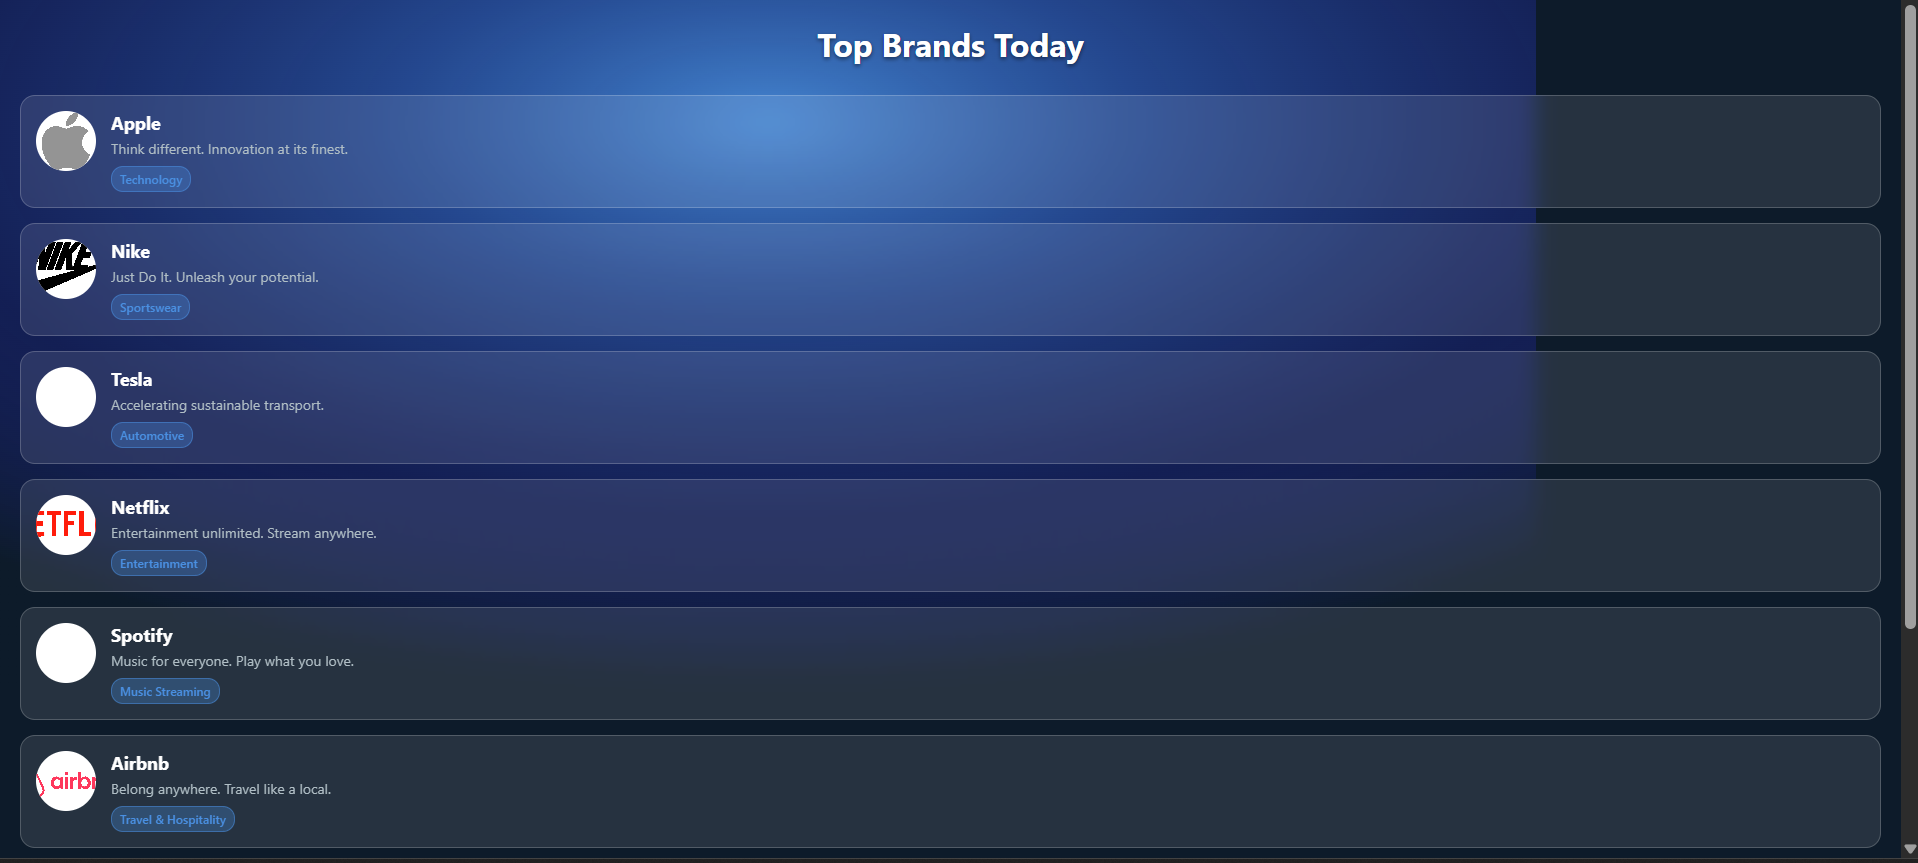 Top Brands Today
Apple
Think different. Innovation at its finest.
Technology
NIKE
Nike
Just Do It. Unleash your potential.
Sportswear
Tesla
Accelerating sustainable transport.
Automotive
ETFL
Netflix
Entertainment unlimited. Stream anywhere.
Entertainment
Spotify
Music for everyone. Play what you love.
Music Streaming
airbn
Airbnb
Belong anywhere. Travel like a local.
Travel & Hospitality